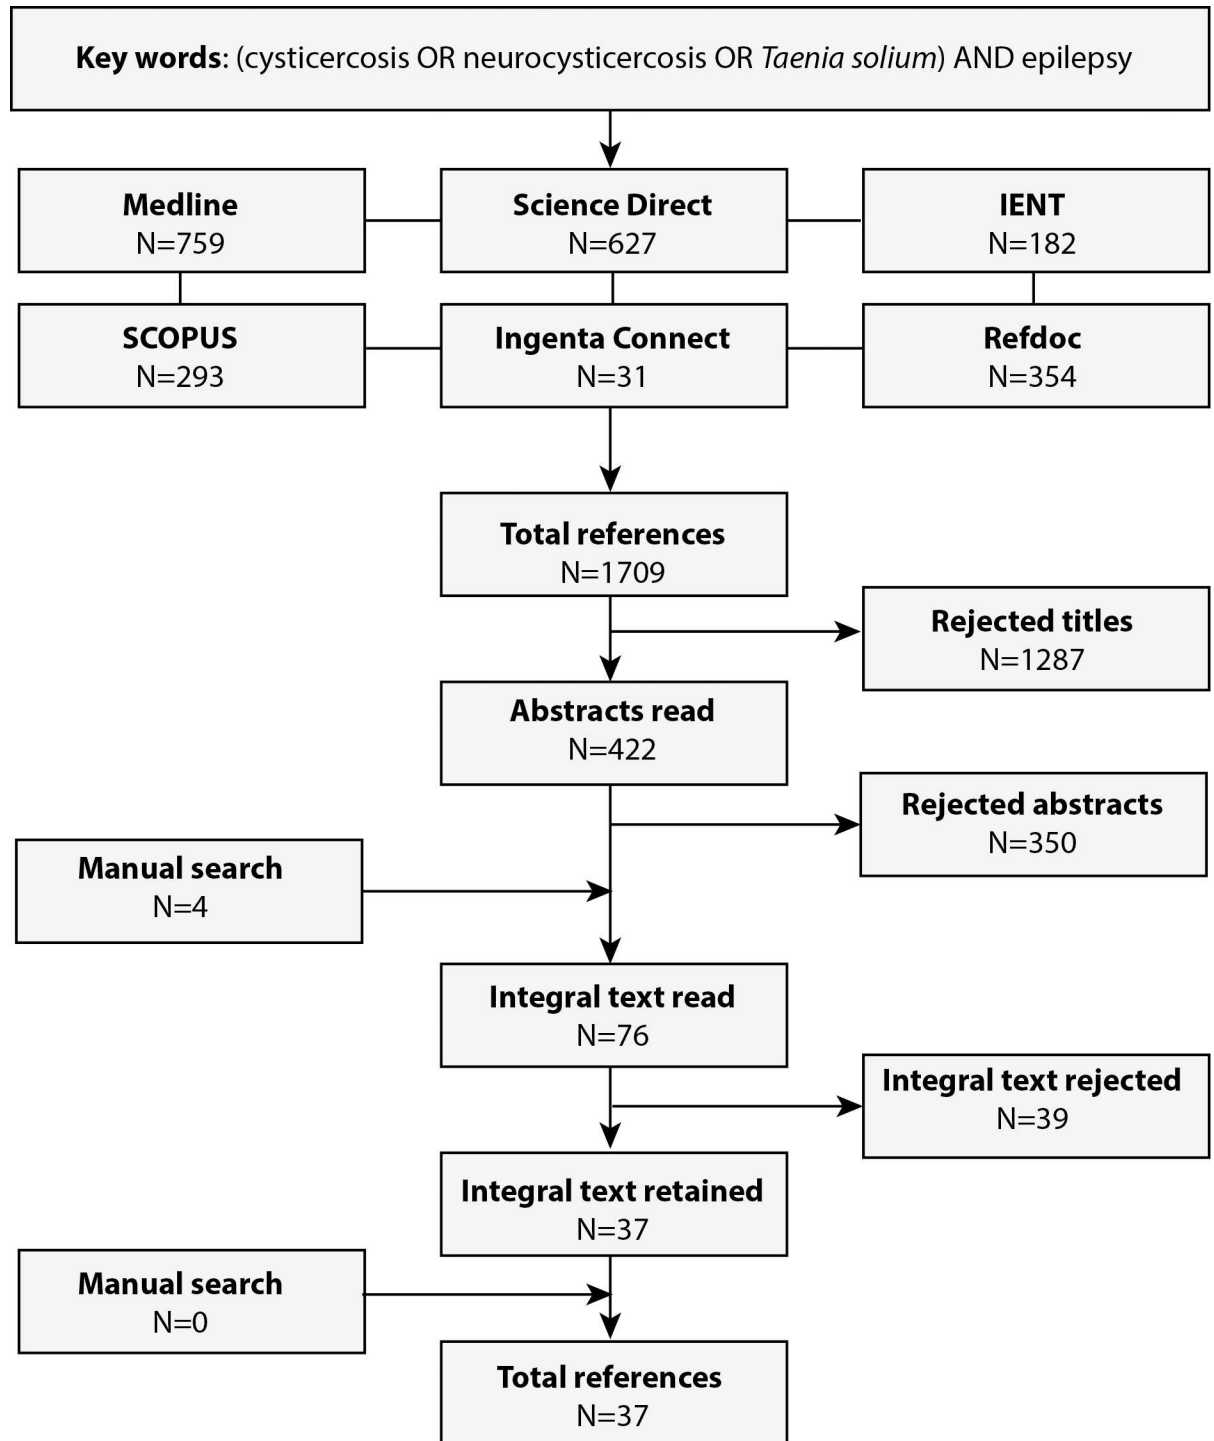 Key words: (cysticercosis OR neurocysticercosis OR Taenia solium) AND epilepsy
Medline
N=759
Science Direct
N=627
IENT
N=182
SCOPUS
N=293
Ingenta Connect
N=31
Refdoc
N=354
Total references
N=1709
Rejected titles
N=1287
Abstracts read
N=422
Rejected abstracts
N=350
Manual search
N=4
Integral text read
N=76
Integral text rejected
N=39
Integral text retained
N=37
Manual search
N=0
Total references
N=37